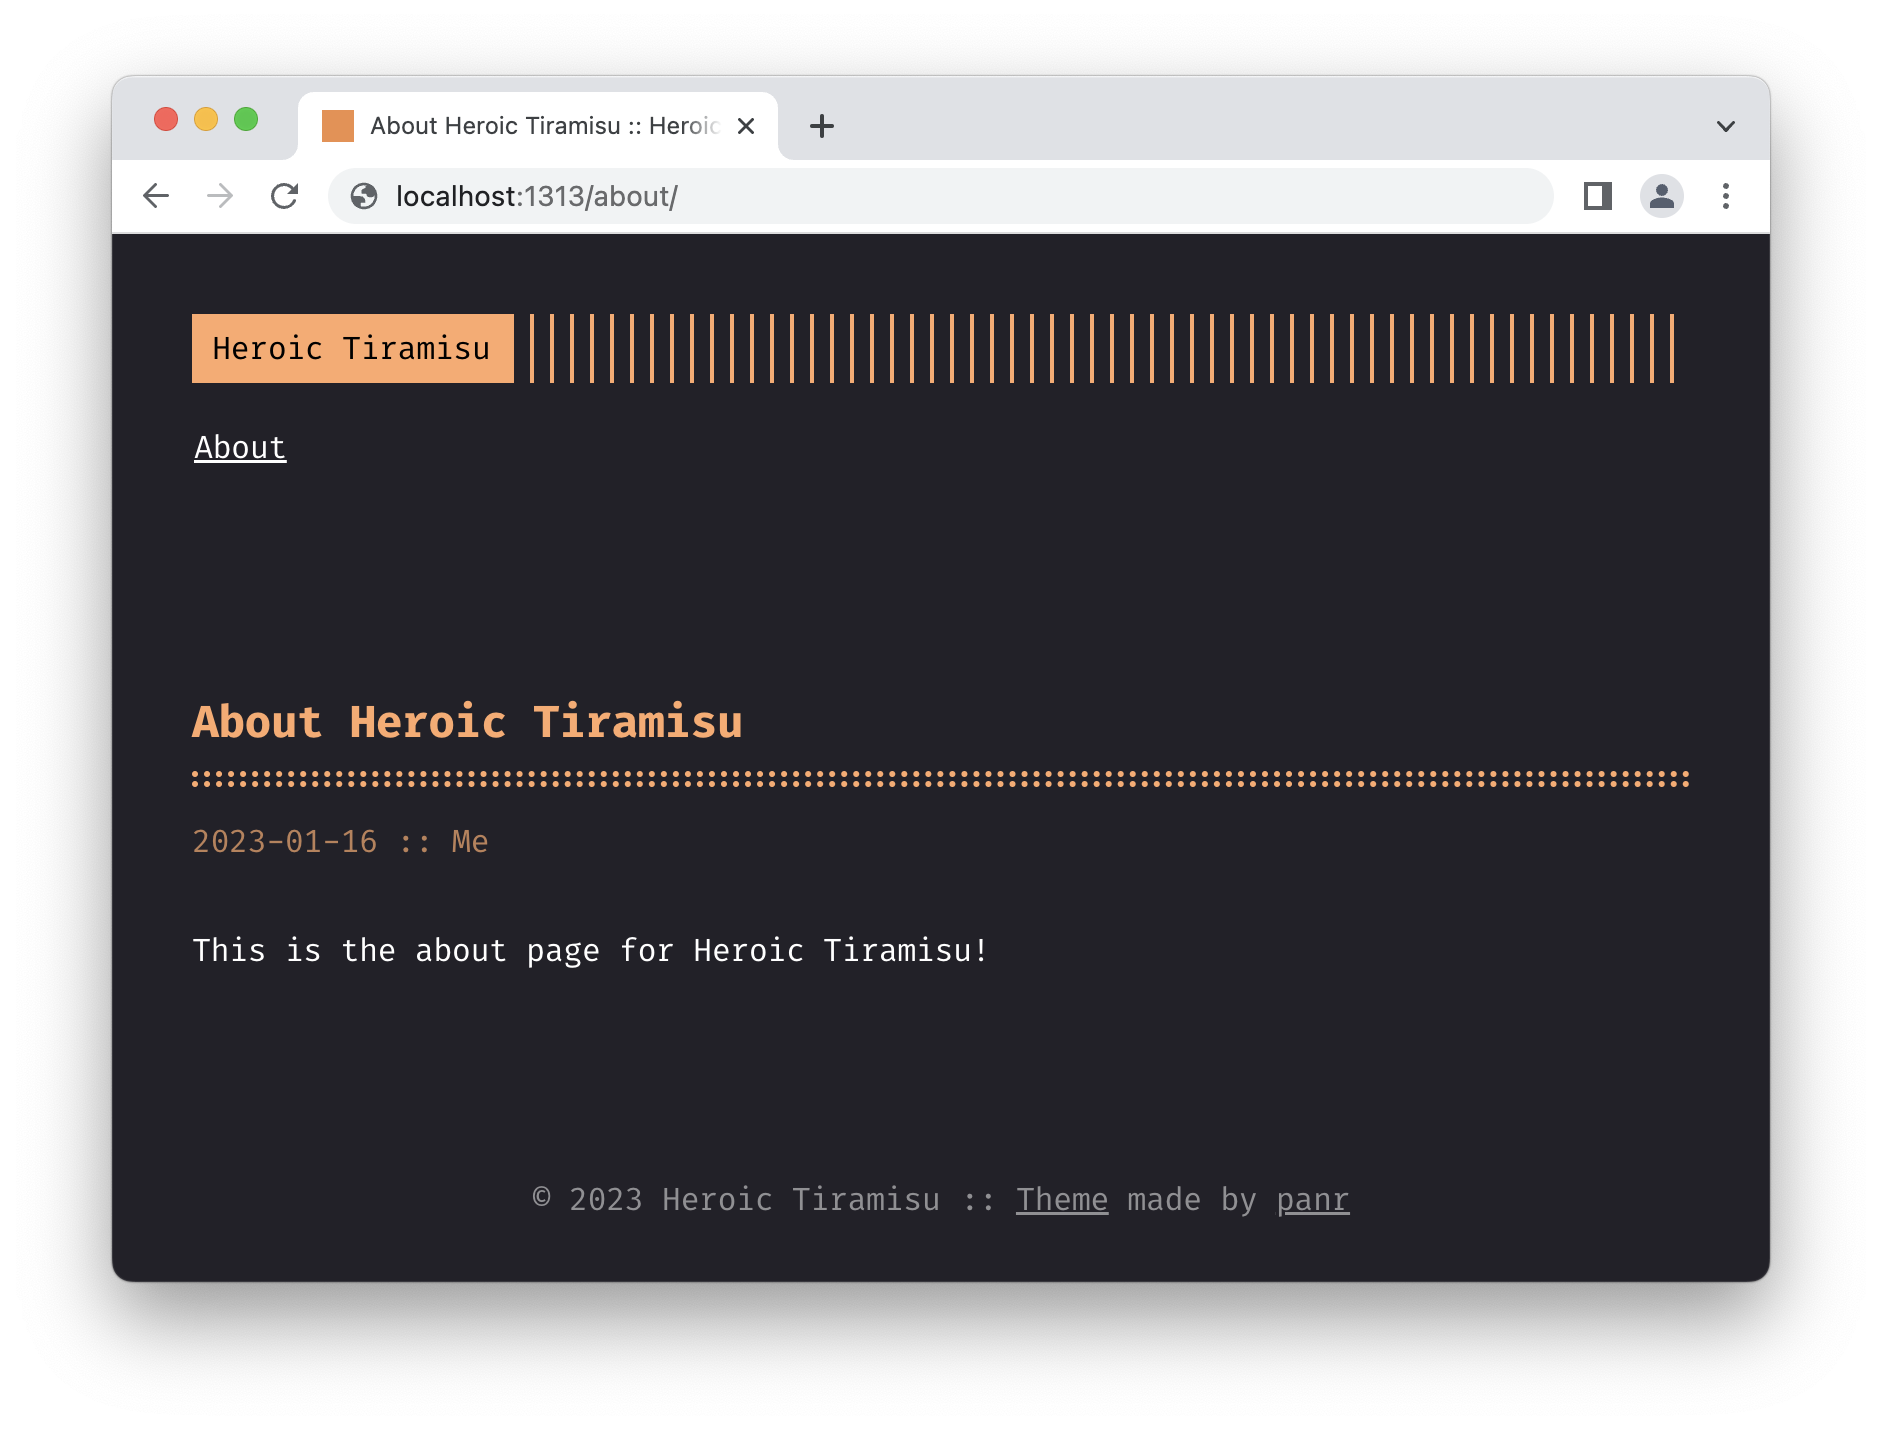 About Heroic Tiramisu :: Heroic
localhost:1313/about/
Heroic Tiramisu
About
About Heroic Tiramisu
2023-01-16 :: Me
This is the about page for Heroic Tiramisu!
© 2023 Heroic Tiramisu :: Theme made by panr